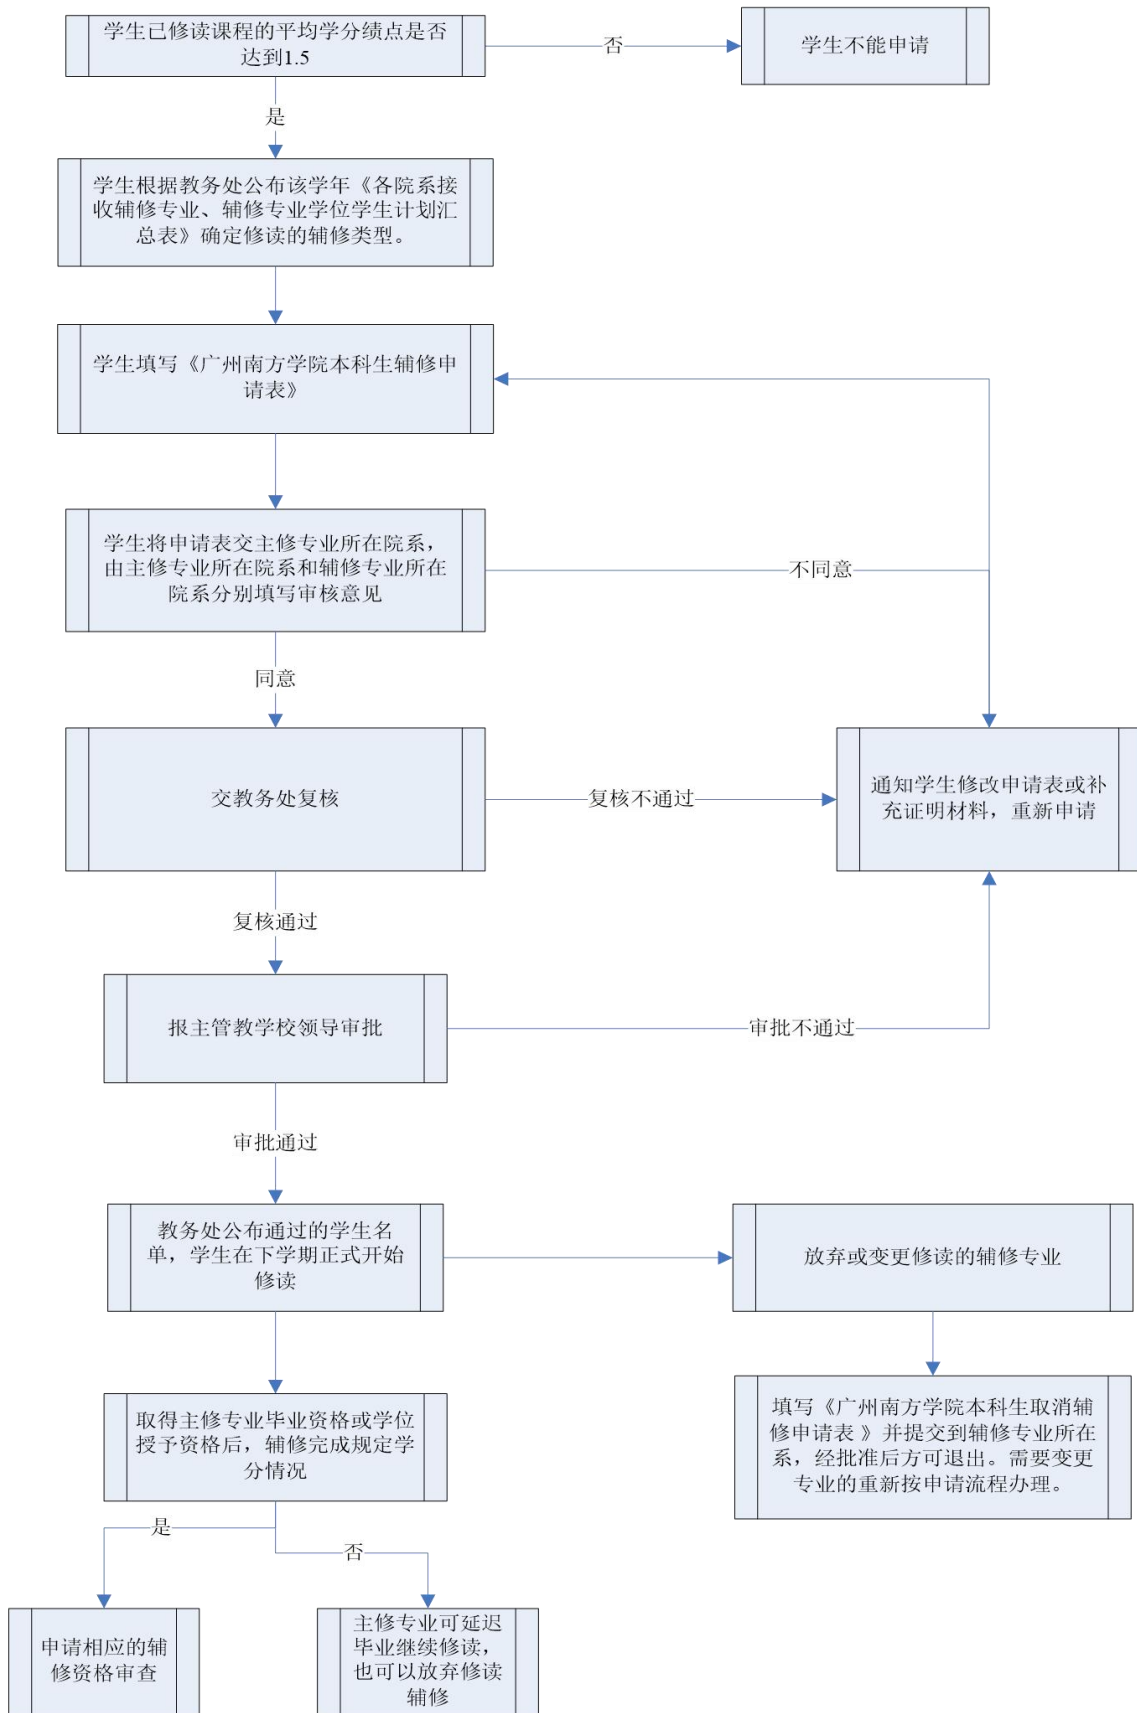 学生已修读课程的平均学分绩点是否
达到1.5
否
学生不能申请
是
学生根据教务处公布该学年《各院系接
收辅修专业、辅修专业学位学生计划汇
总表》确定修读的辅修类型。
学生填写《广州南方学院本科生辅修申
请表》
学生将申请表交主修专业所在院系，
由主修专业所在院系和辅修专业所在
院系分别填写审核意见
不同意
同意
交教务处复核
复核不通过
通知学生修改申请表或补
充证明材料，重新申请
复核通过
报主管教学校领导审批
审批不通过
审批通过
教务处公布通过的学生名
单，学生在下学期正式开始
修读
放弃或变更修读的辅修专业
取得主修专业毕业资格或学位
授予资格后，辅修完成规定学
分情况
填写《广州南方学院本科生取消辅
修申请表 》并提交到辅修专业所在
系，经批准后方可退出。需要变更
专业的重新按申请流程办理。
是
否
申请相应的辅
修资格审查
主修专业可延迟
毕业继续修读，
也可以放弃修读
辅修